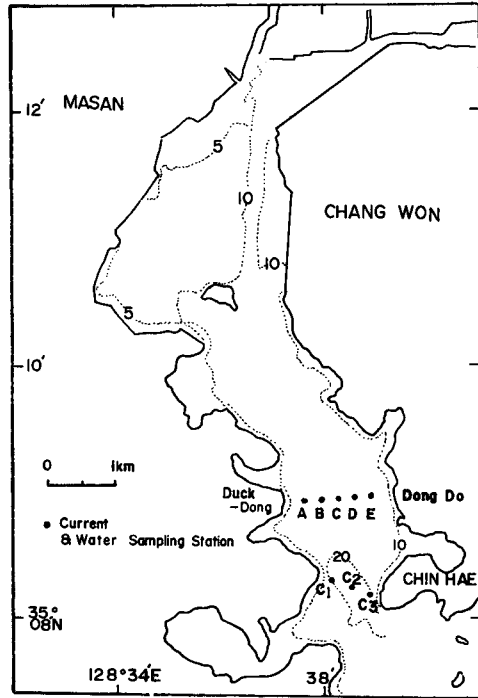 12′
MASAN
5
10
CHANG WON
10
5
10′
0 1km
Duck
-Dong
Dong Do
A B C D E
• Current
& Water Sampling Station
10
20
CHIN HAE
C1
C2
C3
35°
08N
128°34′E
38′